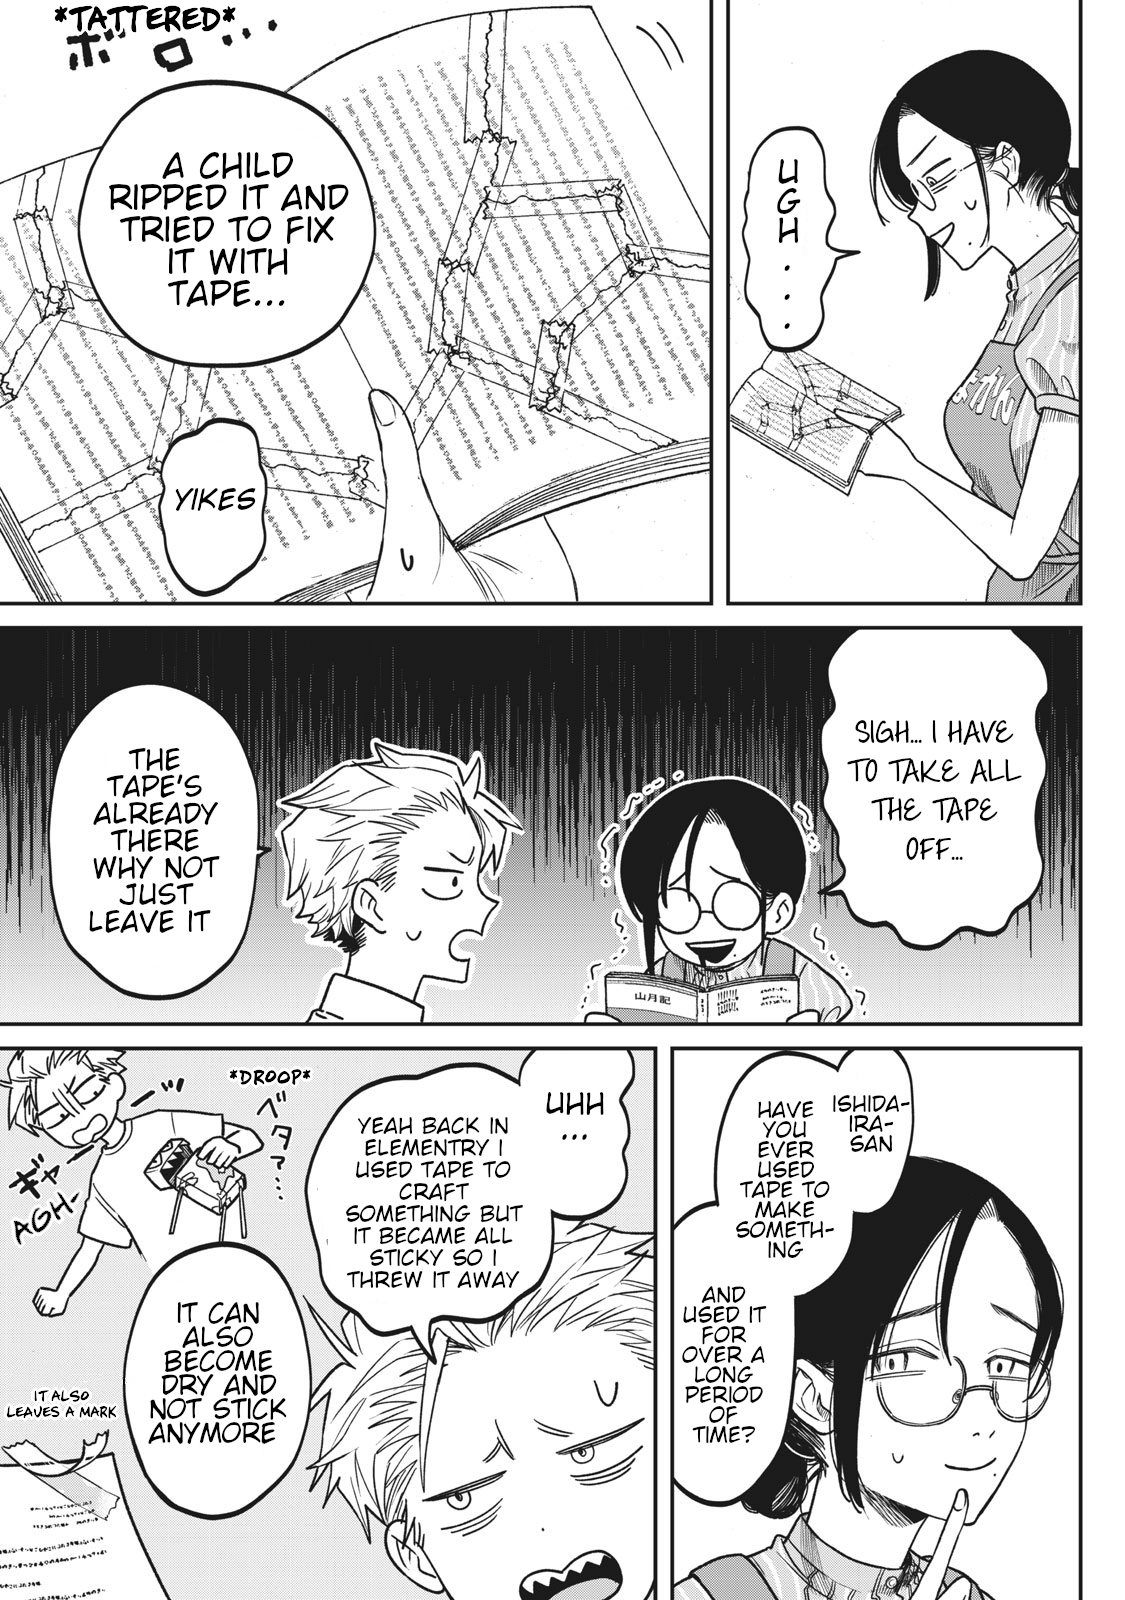 UGH...
*TATTERED*
ボロ...
A CHILD
RIPPED IT AND
TRIED TO FIX
IT WITH
TAPE...
YIKES
SIGH... I HAVE
TO TAKE ALL
THE TAPE
OFF...
THE
TAPE'S
ALREADY
THERE
WHY NOT
JUST
LEAVE IT
山月記
ISHIDA-
IRA-
SAN
HAVE
YOU
EVER
USED
TAPE TO
MAKE
SOMETH-
ING
AND
USED IT
FOR
OVER A
LONG
PERIOD
OF
TIME?
UHH
...
YEAH BACK IN
ELEMENTRY I
USED TAPE TO
CRAFT
SOMETHING BUT
IT BECAME ALL
STICKY SO I
THREW IT AWAY
*DROOP*
ベタァ...
ギャー
AGH-
IT CAN
ALSO
BECOME
DRY AND
NOT STICK
ANYMORE
IT ALSO
LEAVES A MARK